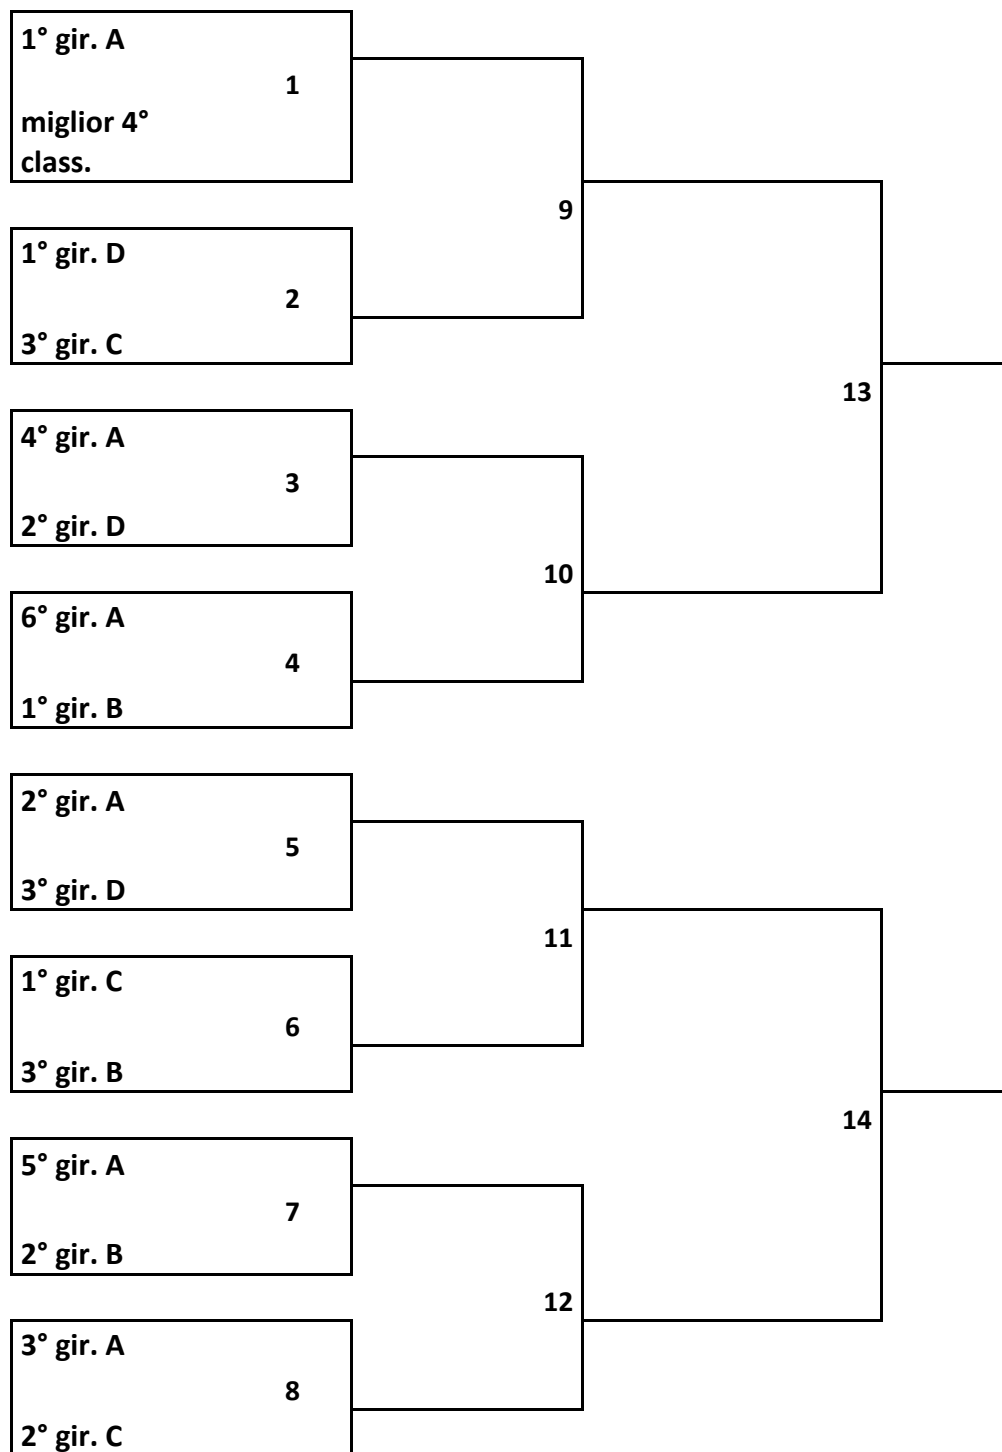 1° gir. A
1
miglior 4°
class.
9
1° gir. D
2
3° gir. C
13
4° gir. A
3
2° gir. D
10
6° gir. A
4
1° gir. B
2° gir. A
5
3° gir. D
11
1° gir. C
6
3° gir. B
14
5° gir. A
7
2° gir. B
12
3° gir. A
8
2° gir. C